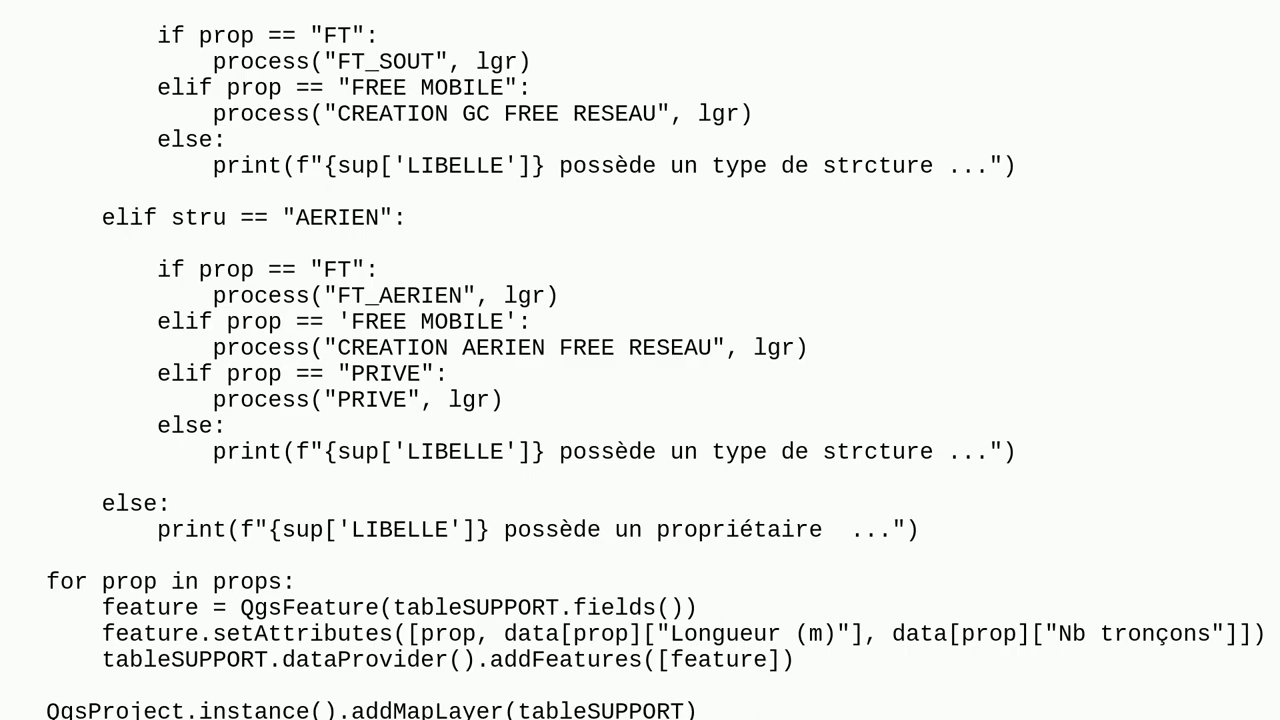 if prop == "FT":
process("FT_SOUT", lgr)
elif prop == "FREE MOBILE":
process("CREATION GC FREE RESEAU", lgr)
else:
print(f"{sup['LIBELLE']} possède un type de strcture ...")
elif stru == "AERIEN":
if prop == "FT":
process("FT_AERIEN", lgr)
elif prop == 'FREE MOBILE':
process("CREATION AERIEN FREE RESEAU", lgr)
elif prop == "PRIVE":
process("PRIVE", lgr)
else:
print(f"{sup['LIBELLE']} possède un type de strcture ...")
else:
print(f"{sup['LIBELLE']} possède un propriétaire  ...")
for prop in props:
feature = QgsFeature(tableSUPPORT.fields())
feature.setAttributes([prop, data[prop]["Longueur (m)"], data[prop]["Nb tronçons"]])
tableSUPPORT.dataProvider().addFeatures([feature])
QgsProject.instance().addMapLayer(tableSUPPORT)